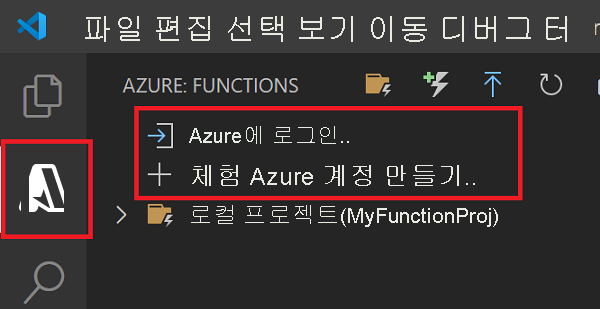 파일 편집 선택 보기 이동 디버그 터
AZURE: FUNCTIONS
Azure에 로그인..
체험 Azure 계정 만들기..
로컬 프로젝트(MyFunctionProj)